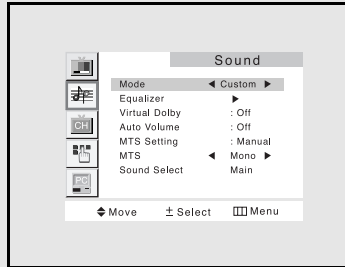 Sound
Mode ◀ Custom ▶
Equalizer ▶
Virtual Dolby : Off
Auto Volume : Off
MTS Setting : Manual
MTS ◀ Mono ▶
Sound Select Main
CH
PC
Move ± Select Menu